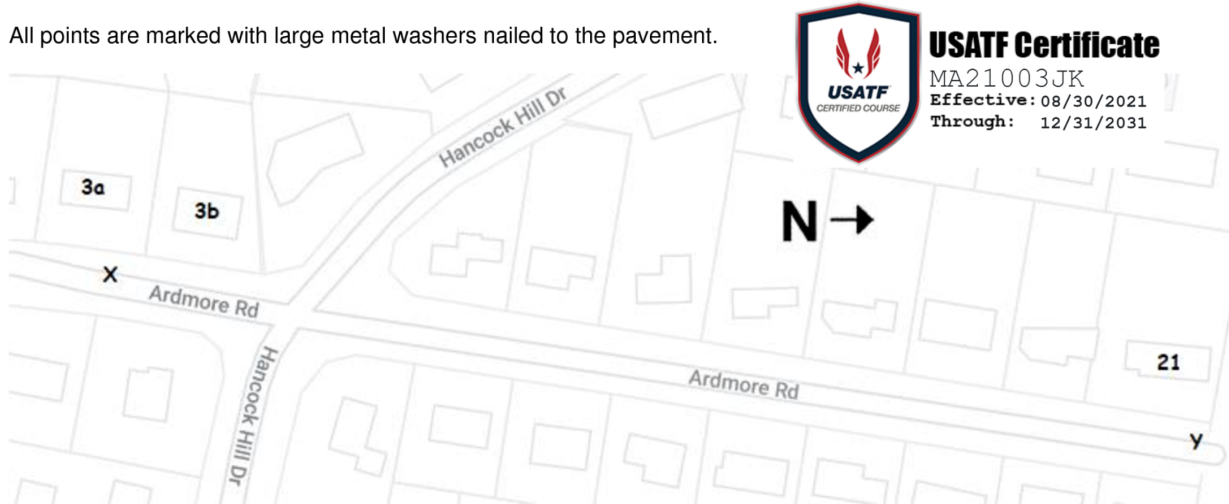 All points are marked with large metal washers nailed to the pavement.
USATF
CERTIFIED COURSE
USATF Certificate
MA21003JK
Effective: 08/30/2021
Through: 12/31/2031
Hancock Hill Dr
3a
3b
N
X
Ardmore Rd
Hancock Hill Dr
21
Ardmore Rd
Y